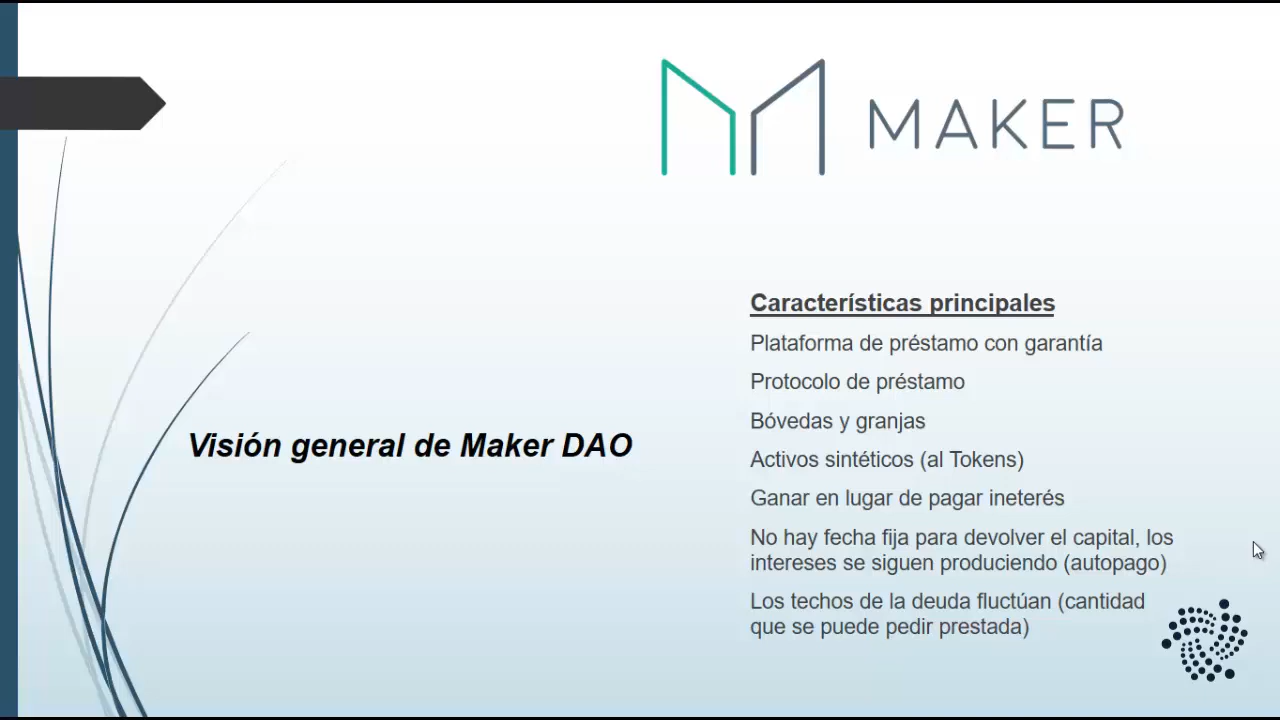 MAKER
Características principales
Plataforma de préstamo con garantía
Protocolo de préstamo
Bóvedas y granjas
Visión general de Maker DAO
Activos sintéticos (al Tokens)
Ganar en lugar de pagar ineterés
No hay fecha fija para devolver el capital, los
intereses se siguen produciendo (autopago)
Los techos de la deuda fluctúan (cantidad
que se puede pedir prestada)